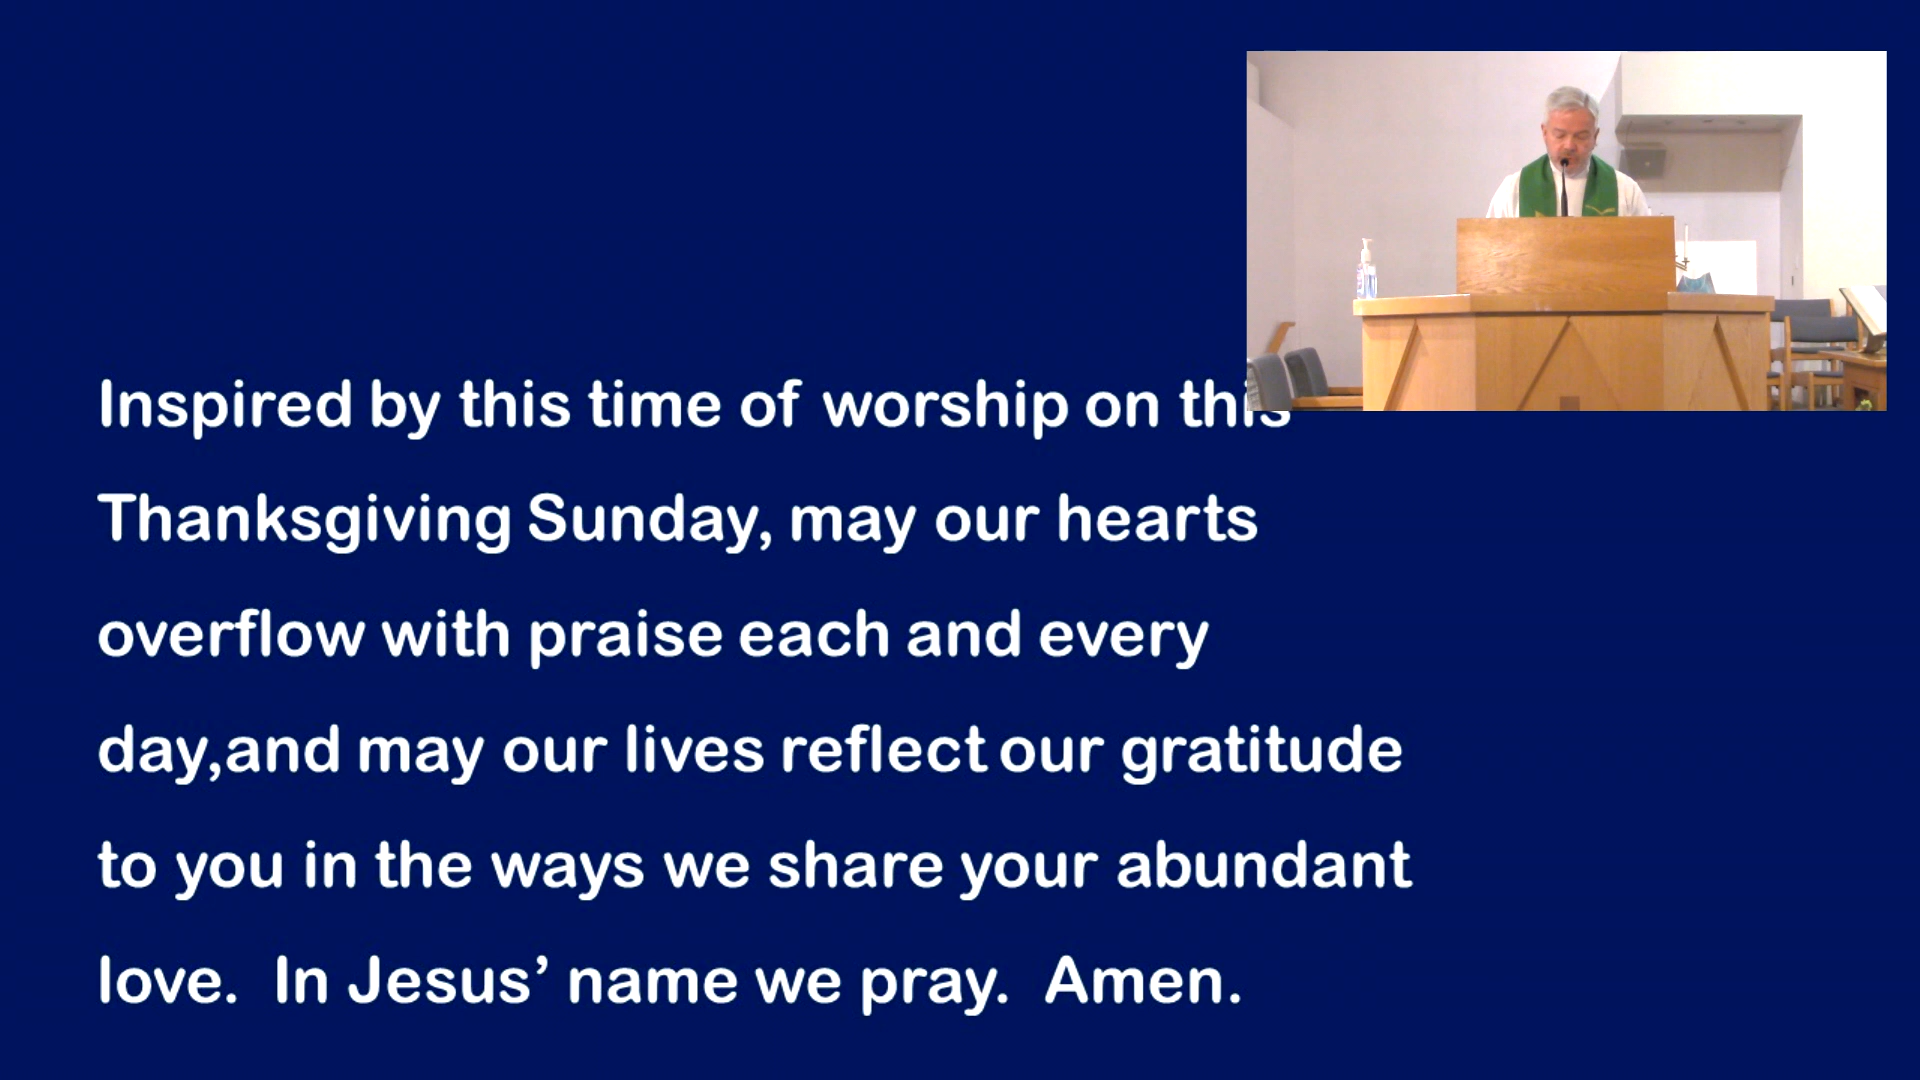 Inspired by this time of worship on this
Thanksgiving Sunday, may our hearts
overflow with praise each and every
day,and may our lives reflect our gratitude
to you in the ways we share your abundant
love.  In Jesus’ name we pray.  Amen.